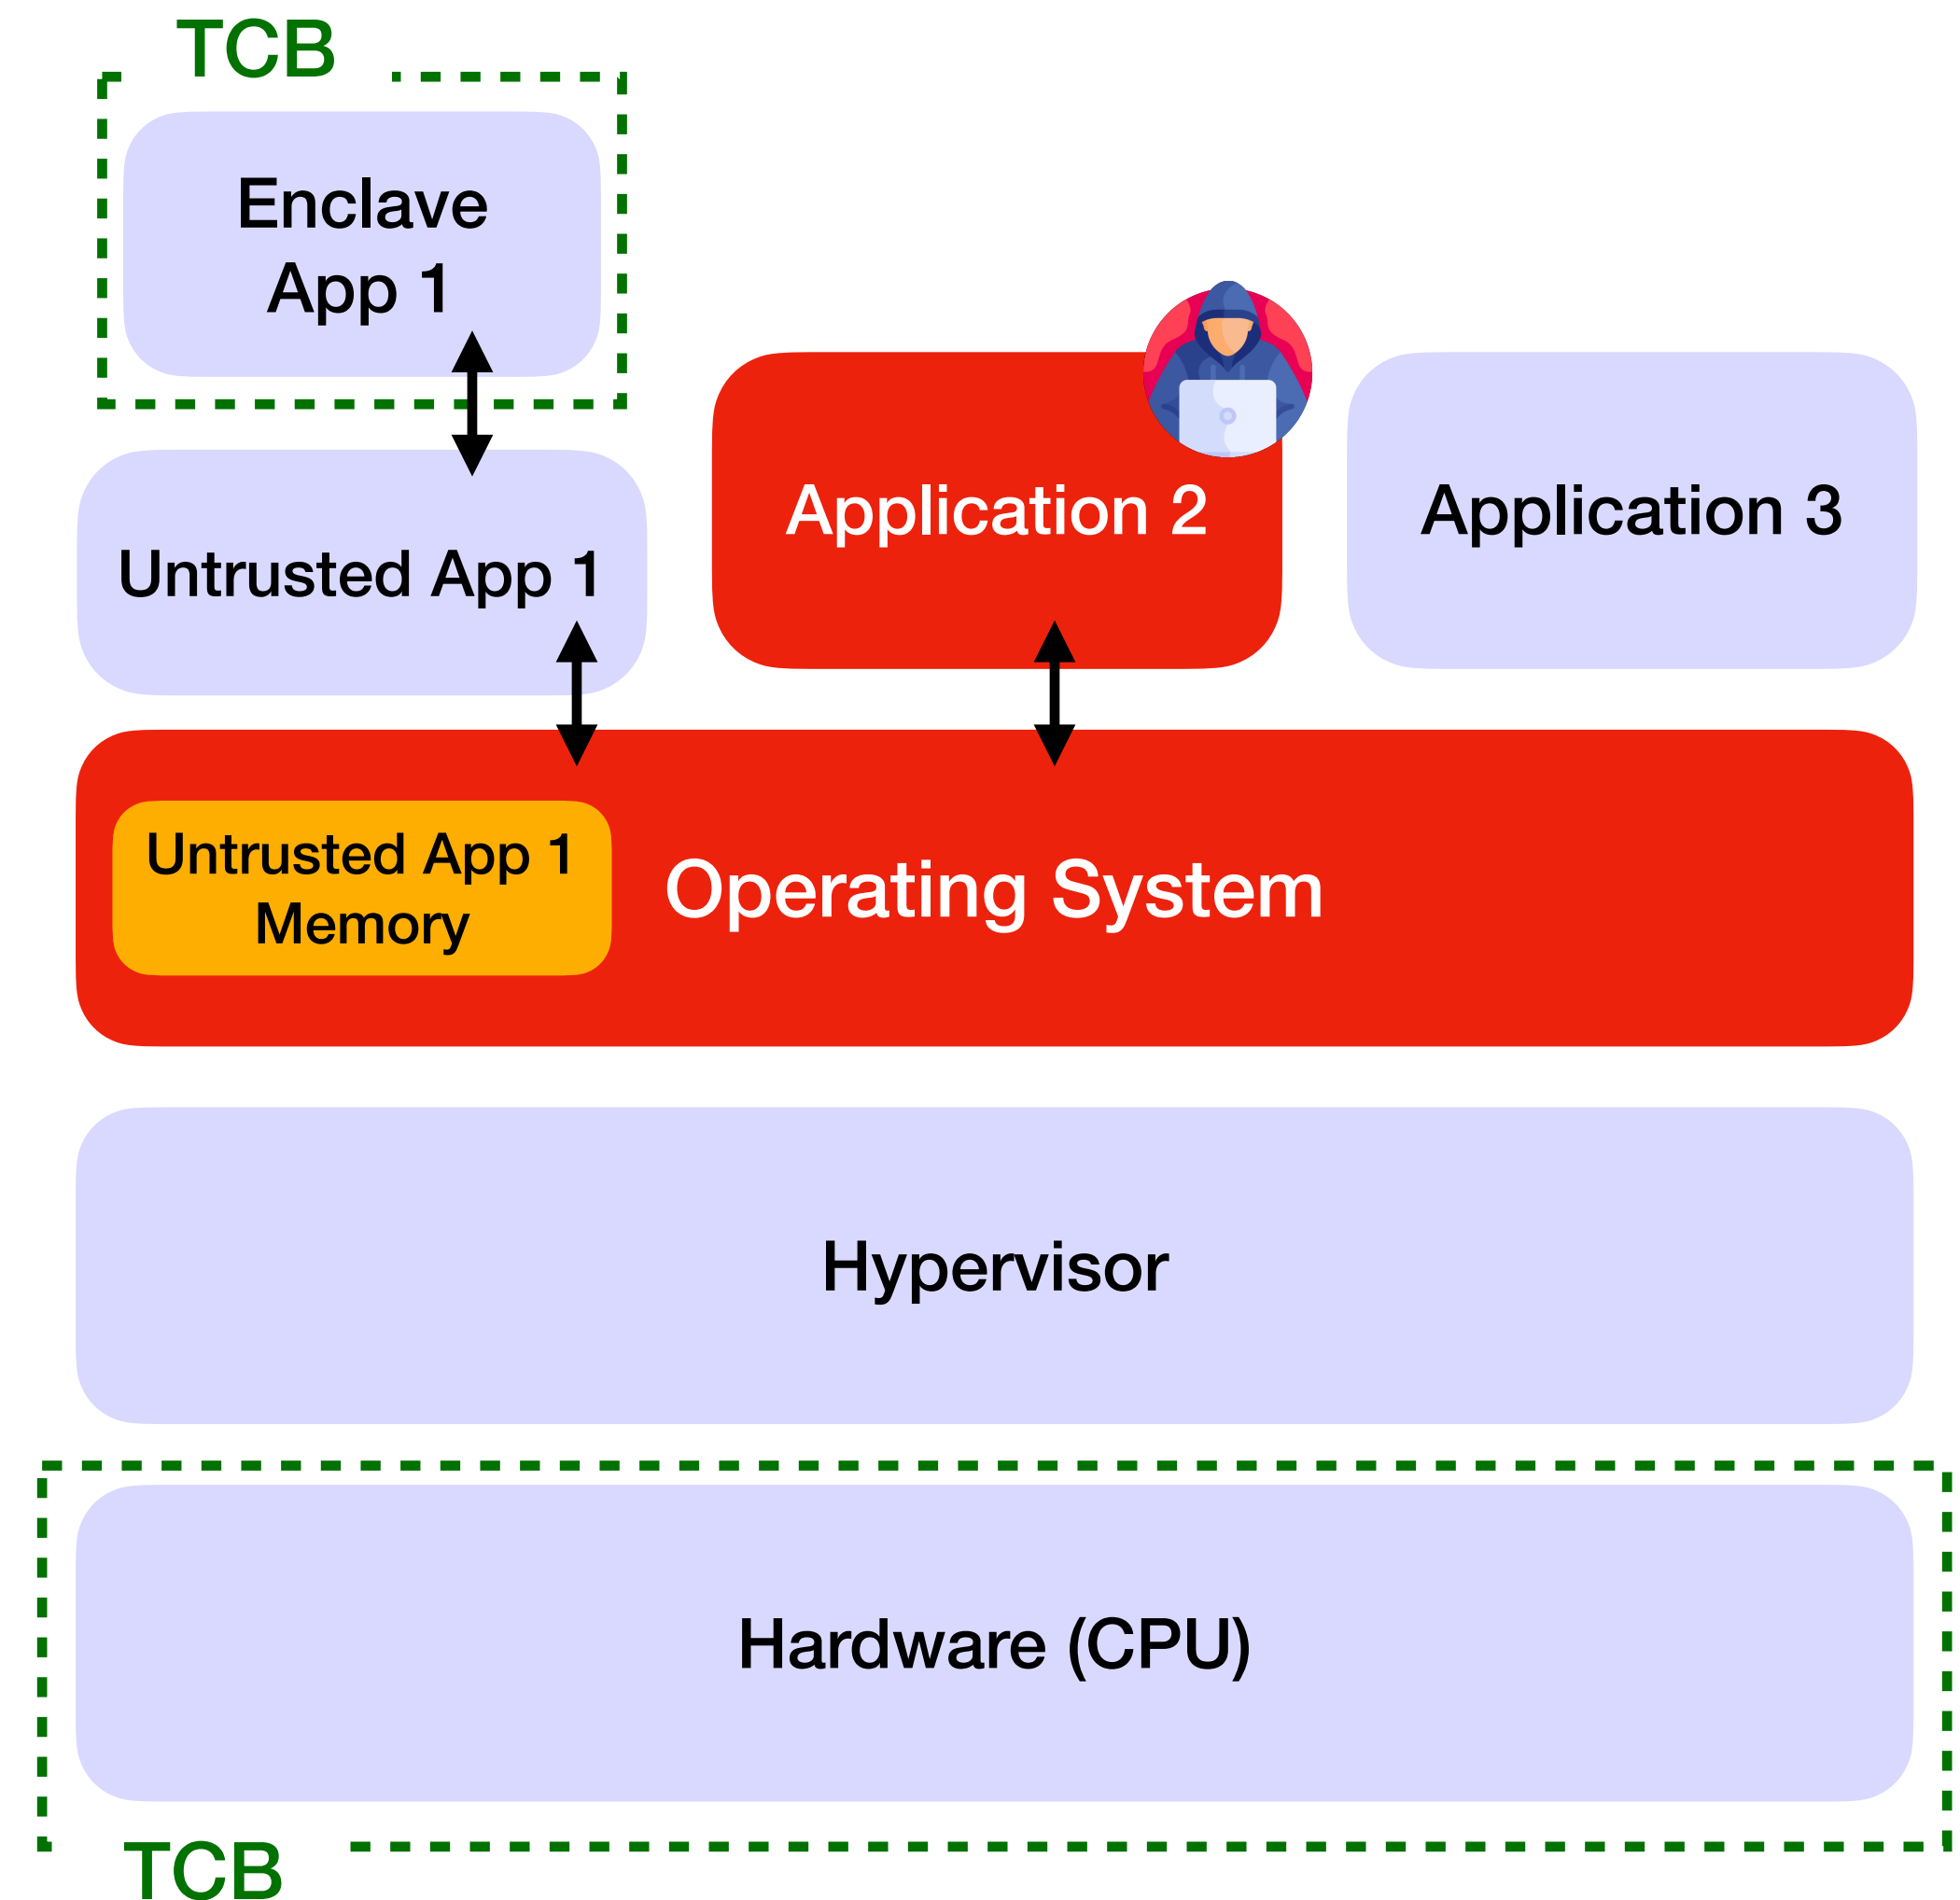 TCB
Enclave
App 1
Application 2
Application 3
Untrusted App 1
Untrusted App 1
Memory
Operating System
Hypervisor
Hardware (CPU)
TCB